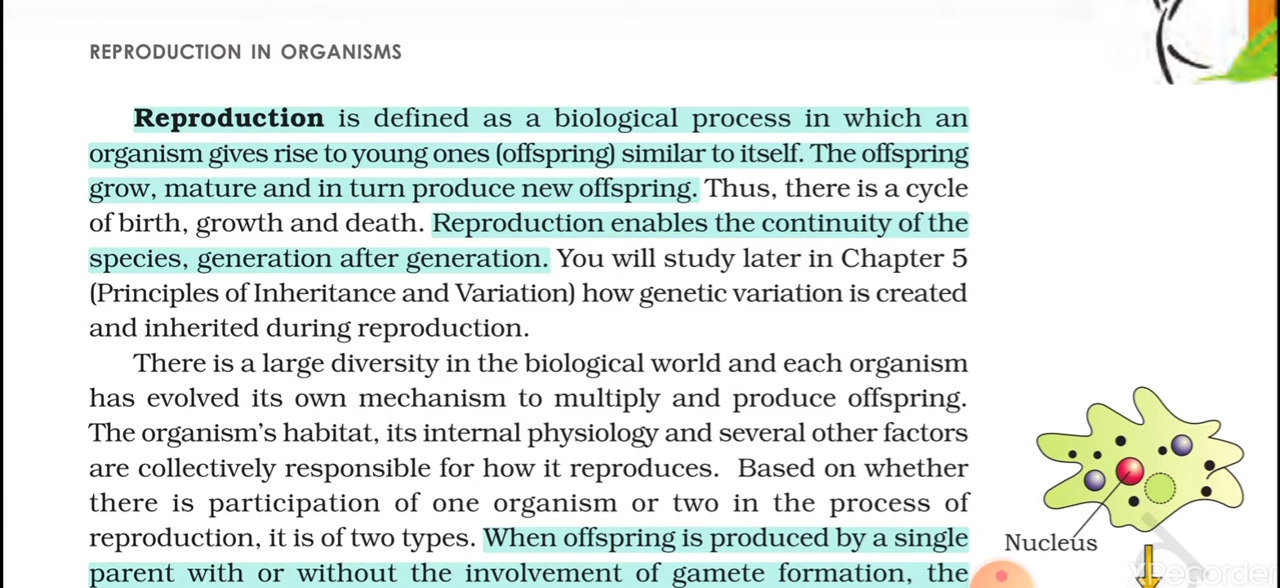 REPRODUCTION IN ORGANISMS
Reproduction is defined as a biological process in which an
organism gives rise to young ones (offspring) similar to itself. The offspring
grow, mature and in turn produce new offspring. Thus, there is a cycle
of birth, growth and death. Reproduction enables the continuity of the
species, generation after generation. You will study later in Chapter 5
(Principles of Inheritance and Variation) how genetic variation is created
and inherited during reproduction.
There is a large diversity in the biological world and each organism
has evolved its own mechanism to multiply and produce offspring.
The organism's habitat, its internal physiology and several other factors
are collectively responsible for how it reproduces. Based on whether
there is participation of one organism or two in the process of
reproduction, it is of two types. When offspring is produced by a single
parent with or without the involvement of gamete formation, the
Nucleus
XRecorder